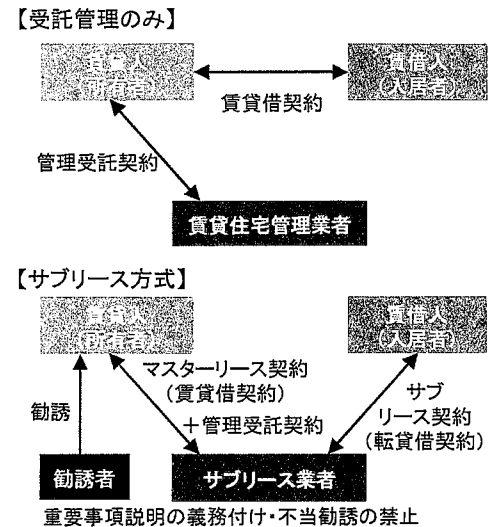 【受託管理のみ】
賃貸人
(所有者)
賃借人
(入居者)
賃貸借契約
管理受託契約
賃貸住宅管理業者
【サブリース方式】
賃貸人
(所有者)
賃借人
(入居者)
マスターリース契約
(賃貸借契約)
＋管理受託契約
サブ
リース契約
(転貸借契約)
勧誘
勧誘者
サブリース業者
重要事項説明の義務付け・不当勧誘の禁止